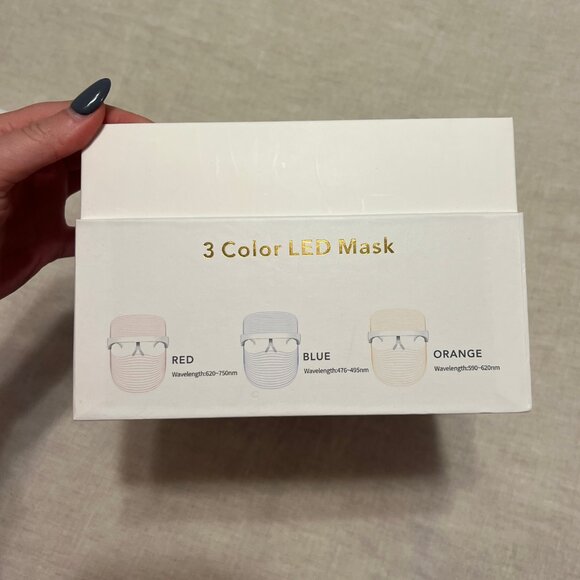 3 Color LED Mask
RED
Wavelength:620~750nm
BLUE
Wavelength:476~495nm
ORANGE
Wavelength:590~620nm